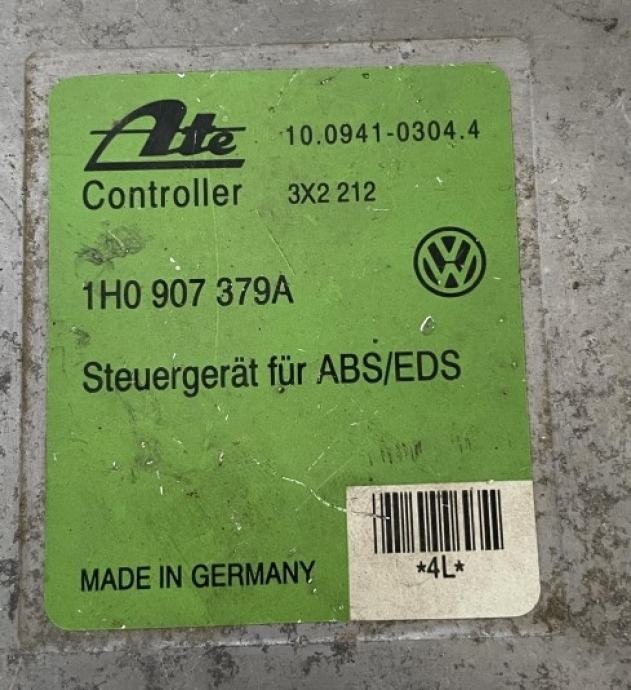 Ate 10.0941-0304.4
Controller 3X2 212
1H0 907 379A
Steuergerät für ABS/EDS
*4L*
MADE IN GERMANY